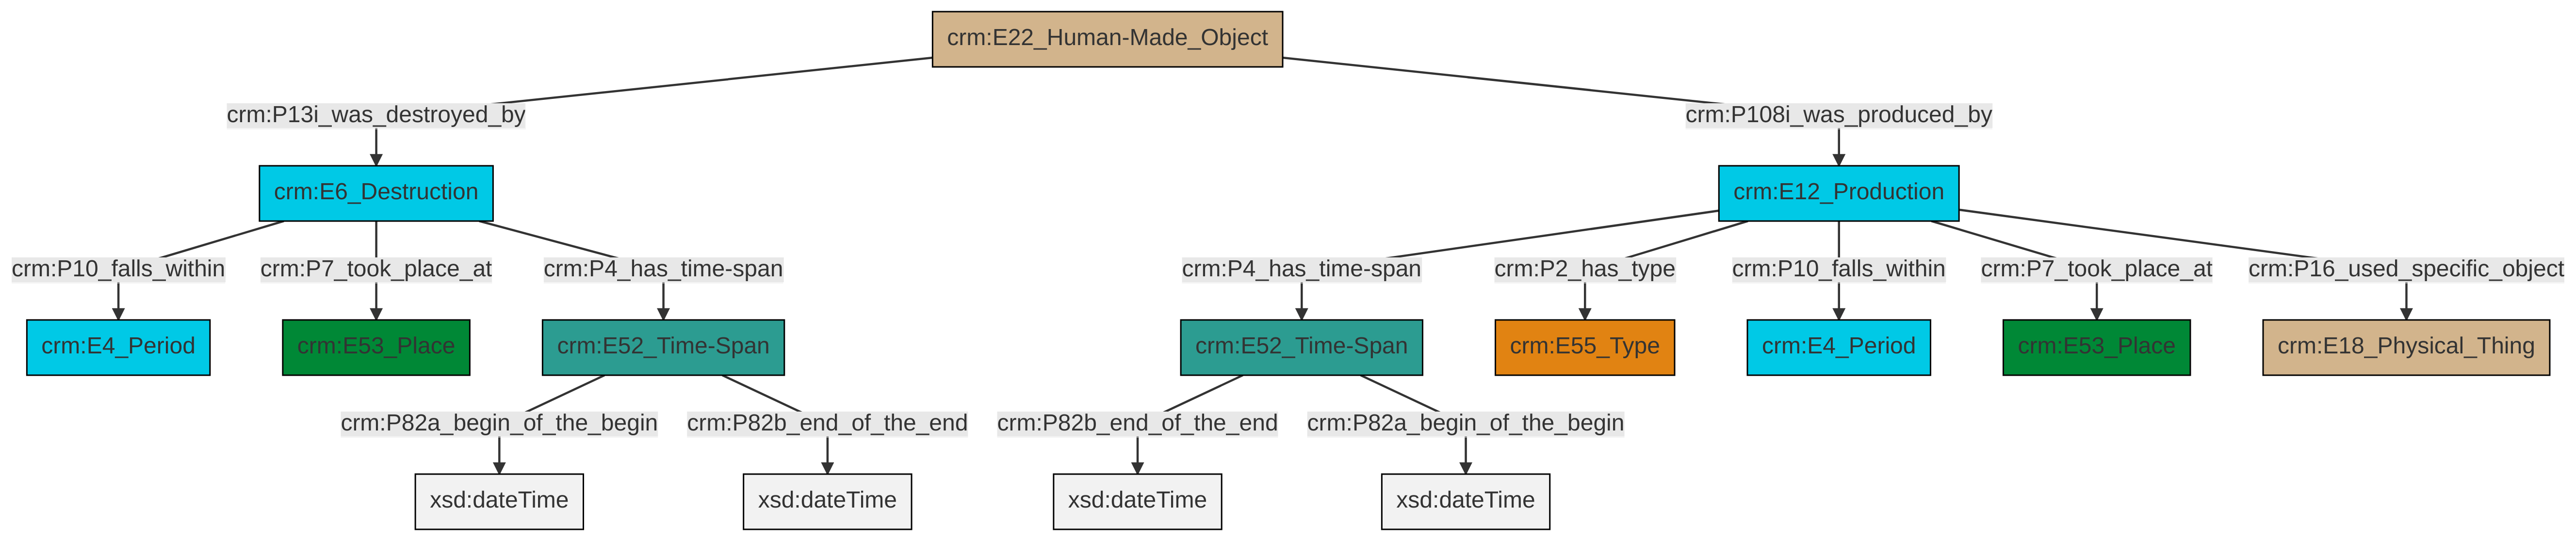 crm:E22_Human-Made_Object
crm:P13i_was_destroyed_by
crm:P108i_was_produced_by
crm:E6_Destruction
crm:E12_Production
crm:P10_falls_within
crm:P7_took_place_at
crm:P4_has_time-span
crm:P4_has_time-span
crm:P2_has_type
crm:P10_falls_within
crm:P7_took_place_at
crm:P16_used_specific_object
crm:E4_Period
crm:E53_Place
crm:E52_Time-Span
crm:E52_Time-Span
crm:E55_Type
crm:E4_Period
crm:E53_Place
crm:E18_Physical_Thing
crm:P82a_begin_of_the_begin
crm:P82b_end_of_the_end
crm:P82b_end_of_the_end
crm:P82a_begin_of_the_begin
xsd:dateTime
xsd:dateTime
xsd:dateTime
xsd:dateTime